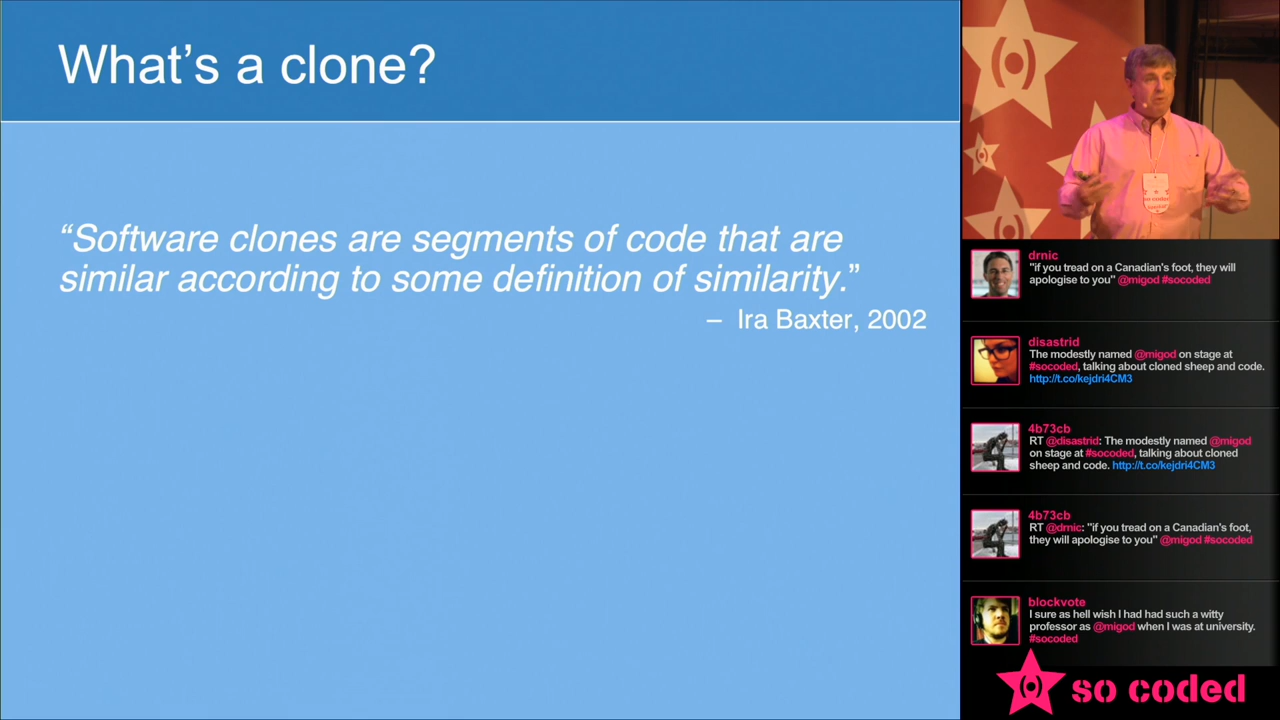 What's a clone?
“Software clones are segments of code that are
similar according to some definition of similarity.”
– Ira Baxter, 2002
so coded
drnic
"if you tread on a Canadian's foot, they will
apologise to you" @migod #socoded
disastrid
The modestly named @migod on stage at
#socoded, talking about cloned sheep and code.
http://t.co/kejdri4CM3
4b73cb
RT @disastrid: The modestly named @migod
on stage at #socoded, talking about cloned
sheep and code. http://t.co/kejdri4CM3
4b73cb
RT @drnic: "if you tread on a Canadian's foot,
they will apologise to you" @migod #socoded
blockvote
I sure as hell wish I had had such a witty
professor as @migod when I was at university.
#socoded
so coded